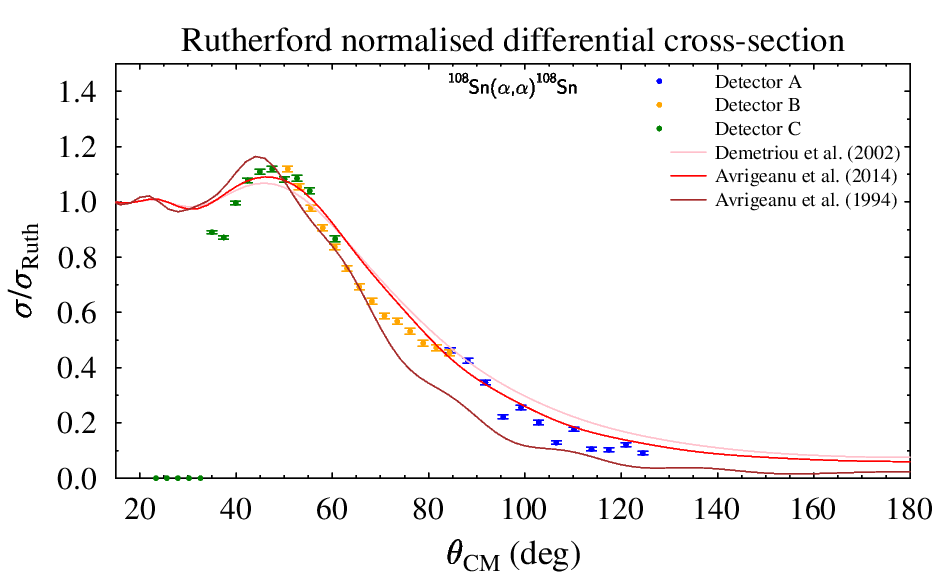 Rutherford normalised differential cross-section
¹⁰⁸Sn(α,α)¹⁰⁸Sn
Detector A
Detector B
Detector C
Demetriou et al. (2002)
Avrigeanu et al. (2014)
Avrigeanu et al. (1994)
σ/σ_Ruth
1.4
1.2
1.0
0.8
0.6
0.4
0.2
0.0
20 40 60 80 100 120 140 160 180
θ_CM (deg)